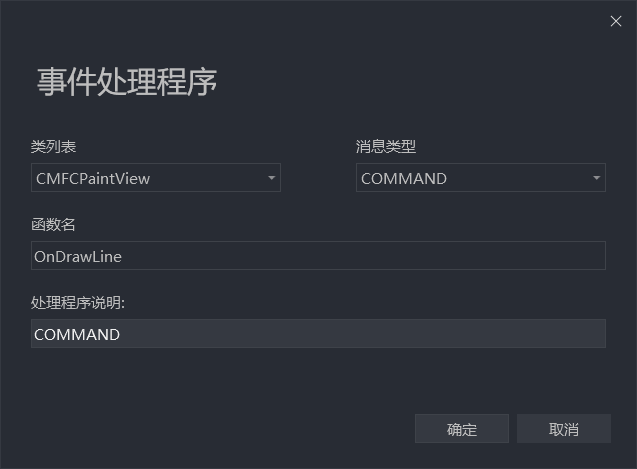 事件处理程序
类列表
消息类型
CMFCPaintView
COMMAND
函数名
OnDrawLine
处理程序说明:
COMMAND
确定
取消